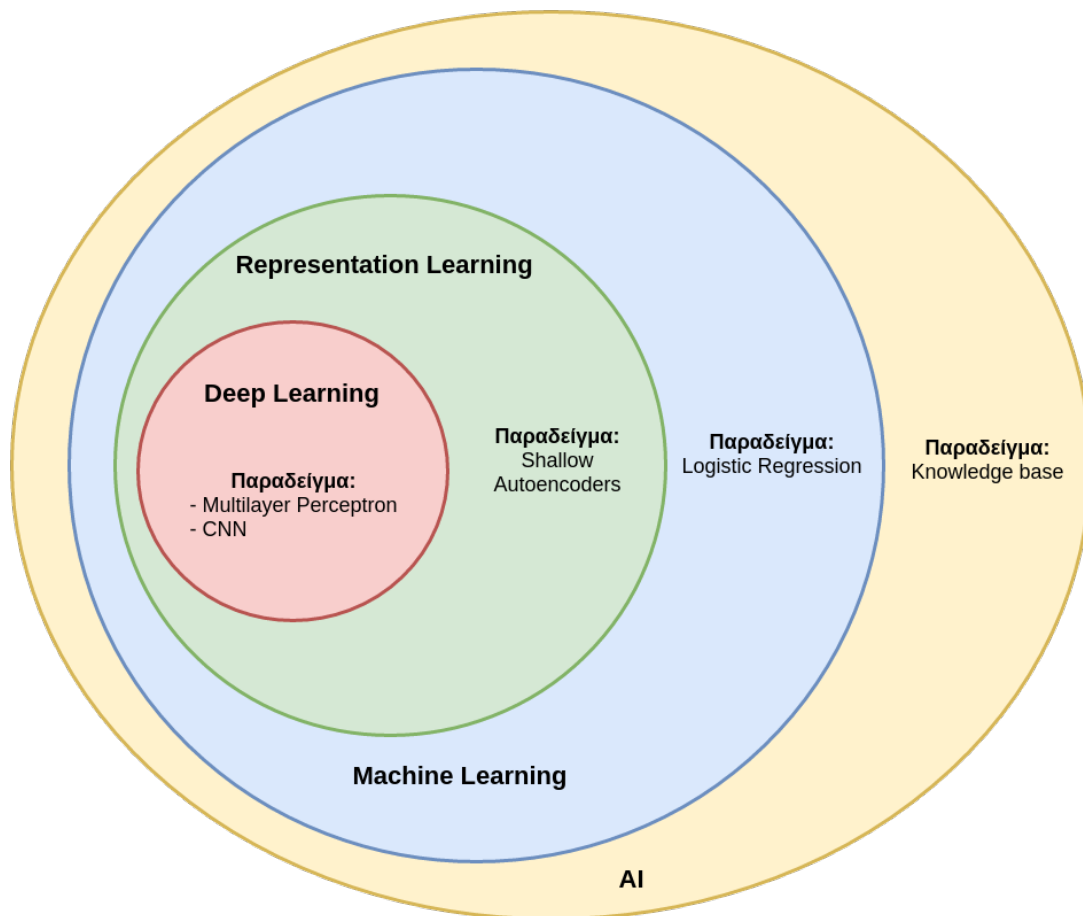 Representation Learning
Deep Learning
Παραδείγμα:
- Multilayer Perceptron
- CNN
Παραδείγμα:
Shallow
Autoencoders
Παραδείγμα:
Logistic Regression
Παραδείγμα:
Knowledge base
Machine Learning
AI